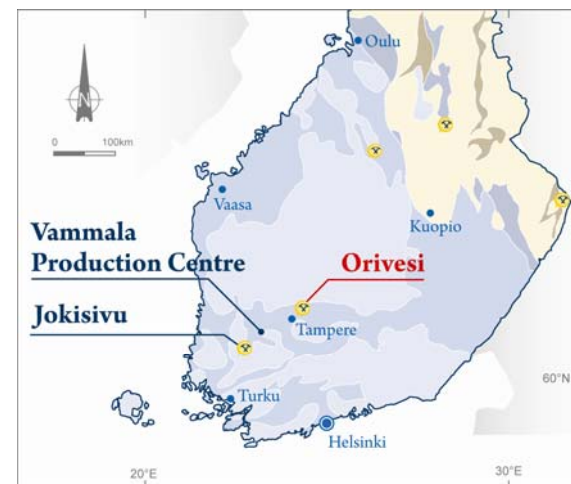 Oulu
N
0 100km
Vaasa
Kuopio
Vammala
Production Centre
Orivesi
Jokisivu
Tampere
60°N
Turku
Helsinki
20°E 30°E